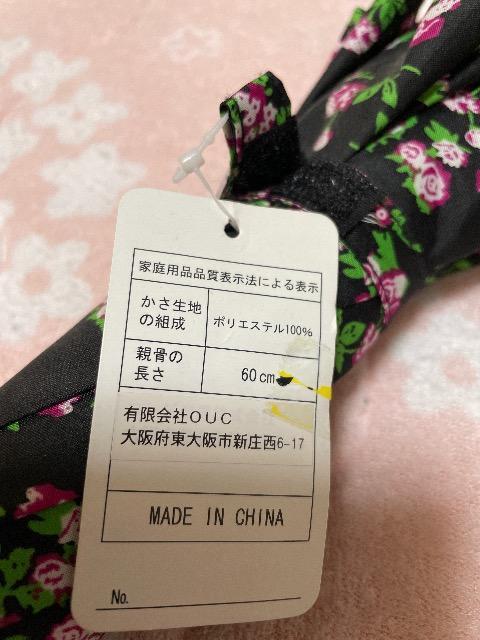 家庭用品品質表示法による表示
かさ生地
の組成
ポリエステル100%
親骨の
長さ
60cm
有限会社OUC
大阪府東大阪市新庄西6-17
MADE IN CHINA
No.